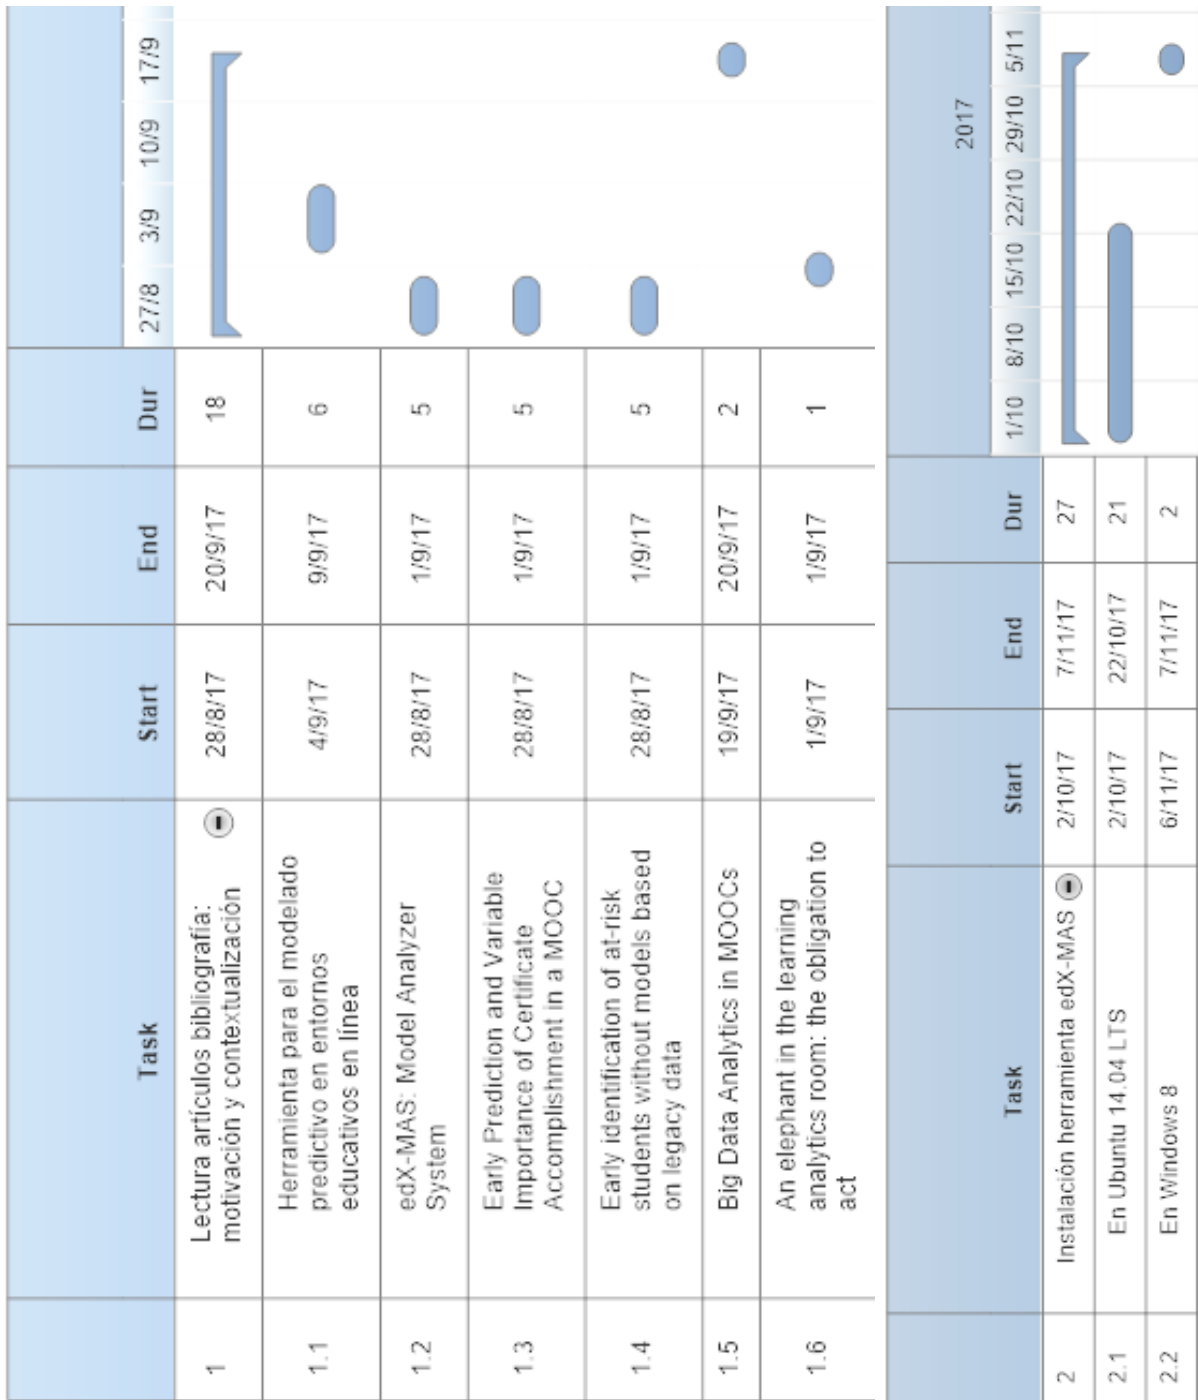 Task Start End Dur 27/8 3/9 10/9 17/9
1 Lectura artículos bibliografía: 28/8/17 20/9/17 18
motivación y contextualización
1.1 Herramienta para el modelado 4/9/17 9/9/17 6
predictivo en entornos
educativos en línea
1.2 edX-MAS: Model Analyzer 28/8/17 1/9/17 5
System
1.3 Early Prediction and Variable 28/8/17 1/9/17 5
Importance of Certificate
Accomplishment in a MOOC
1.4 Early identification of at-risk 28/8/17 1/9/17 5
students without models based
on legacy data
1.5 Big Data Analytics in MOOCs 19/9/17 20/9/17 2
1.6 An elephant in the learning 1/9/17 1/9/17 1
analytics room: the obligation to
act
2017
Task Start End Dur 1/10 8/10 15/10 22/10 29/10 5/11
2 Instalación herramienta edX-MAS 2/10/17 7/11/17 27
2.1 En Ubuntu 14.04 LTS 2/10/17 22/10/17 21
2.2 En Windows 8 6/11/17 7/11/17 2